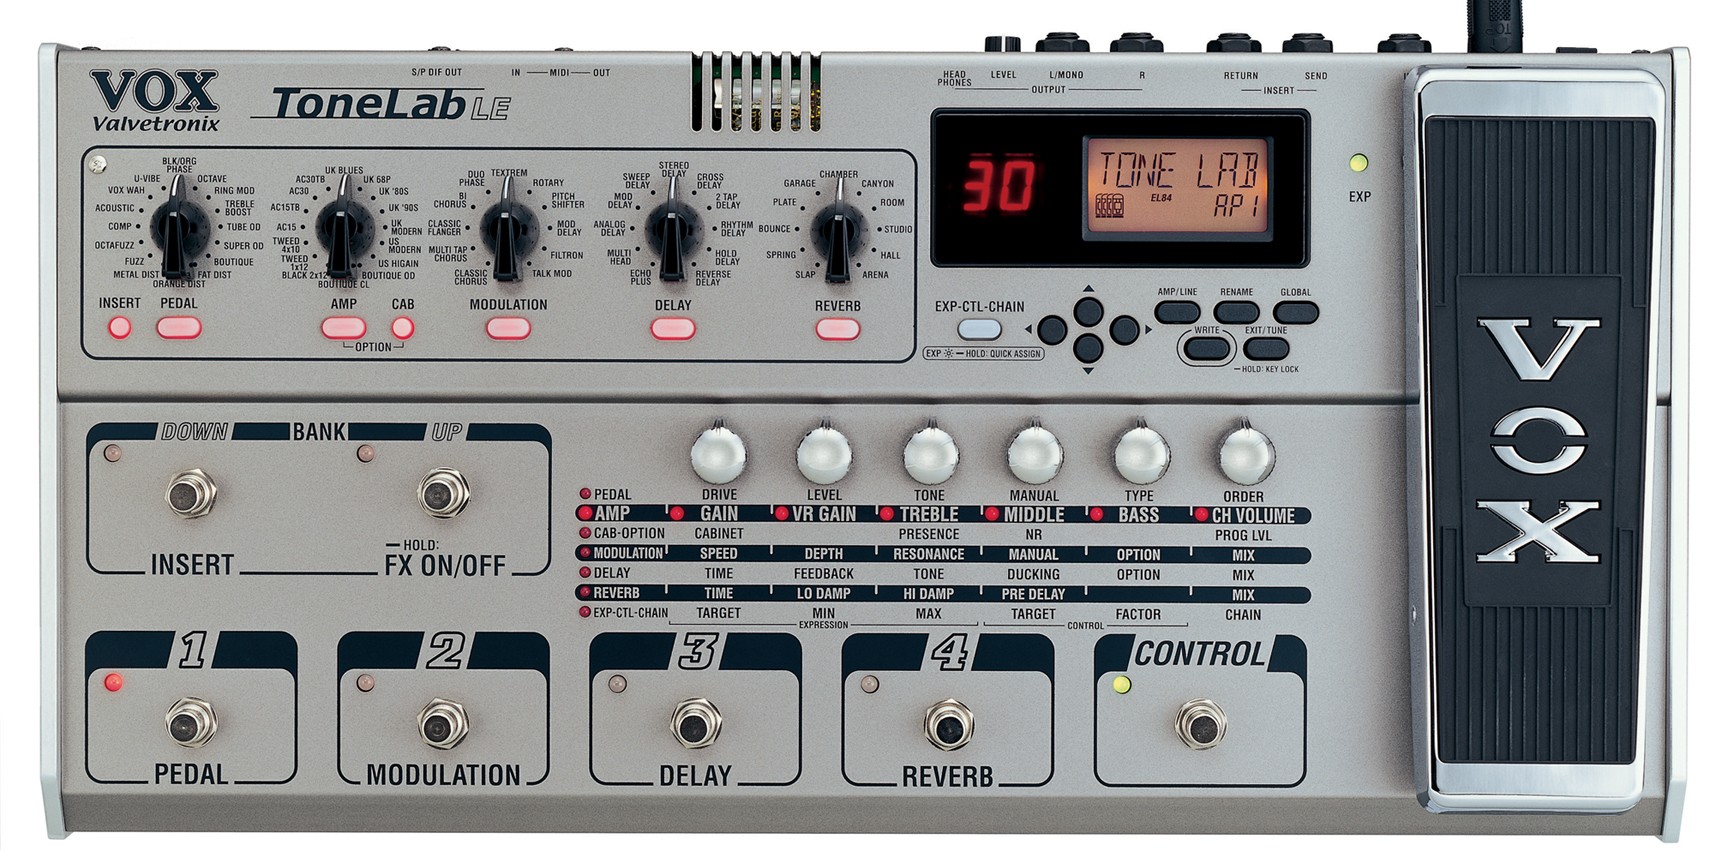 S/P DIF OUT
IN — MIDI — OUT
HEAD PHONES
LEVEL
L/MONO
R
OUTPUT
RETURN
SEND
INSERT
VOX
Valvetronix
ToneLab LE
BLK/ORG PHASE
U-VIBE
OCTAVE
VOX WAH
RING MOD
ACOUSTIC
TREBLE BOOST
COMP
TUBE OD
OCTAFUZZ
SUPER OD
FUZZ
BOUTIQUE
METAL DIST
FAT DIST
ORANGE DIST
INSERT
PEDAL
UK BLUES
AC30TB
UK 68P
AC30
UK '80S
AC15TB
UK '90S
AC15
UK MODERN
TWEED 4x10
US MODERN
TWEED 1x12
US HIGAIN
BLACK 2x12
BOUTIQUE OD
BOUTIQUE CL
AMP
CAB
OPTION
TEXTREM
DUO PHASE
ROTARY
BI CHORUS
PITCH SHIFTER
CLASSIC FLANGER
MOD DELAY
MULTI TAP CHORUS
FILTRON
CLASSIC CHORUS
TALK MOD
MODULATION
STEREO DELAY
SWEEP DELAY
CROSS DELAY
MOD DELAY
2 TAP DELAY
ANALOG DELAY
RHYTHM DELAY
MULTI HEAD
HOLD DELAY
ECHO PLUS
REVERSE DELAY
DELAY
CHAMBER
GARAGE
CANYON
PLATE
ROOM
BOUNCE
STUDIO
SPRING
HALL
SLAP
ARENA
REVERB
30
TONE LAB
EL84
AP1
EXP
EXP-CTL-CHAIN
EXP — HOLD: QUICK ASSIGN
AMP/LINE
RENAME
GLOBAL
WRITE
EXIT/TUNE
— HOLD: KEY LOCK
DOWN BANK UP
INSERT
— HOLD:
FX ON/OFF
PEDAL DRIVE LEVEL TONE MANUAL TYPE ORDER
AMP GAIN VR GAIN TREBLE MIDDLE BASS CH VOLUME
CAB-OPTION CABINET PRESENCE NR PROG LVL
MODULATION SPEED DEPTH RESONANCE MANUAL OPTION MIX
DELAY TIME FEEDBACK TONE DUCKING OPTION MIX
REVERB TIME LO DAMP HI DAMP PRE DELAY MIX
EXP-CTL-CHAIN TARGET MIN MAX TARGET FACTOR CHAIN
EXPRESSION CONTROL
1
PEDAL
2
MODULATION
3
DELAY
4
REVERB
CONTROL
VOX